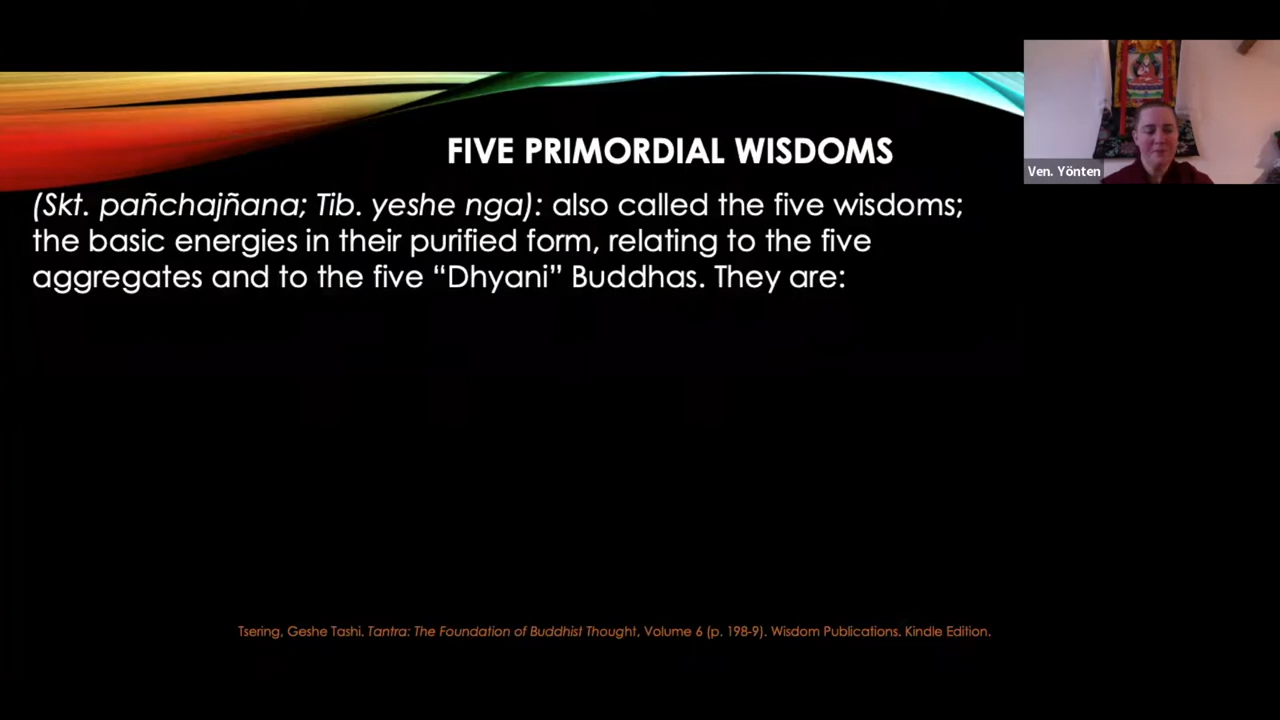 FIVE PRIMORDIAL WISDOMS
Ven. Yönten
(Skt. pañchajñana; Tib. yeshe nga): also called the five wisdoms;
the basic energies in their purified form, relating to the five
aggregates and to the five “Dhyani” Buddhas. They are:
Tsering, Geshe Tashi. Tantra: The Foundation of Buddhist Thought, Volume 6 (p. 198-9). Wisdom Publications. Kindle Edition.